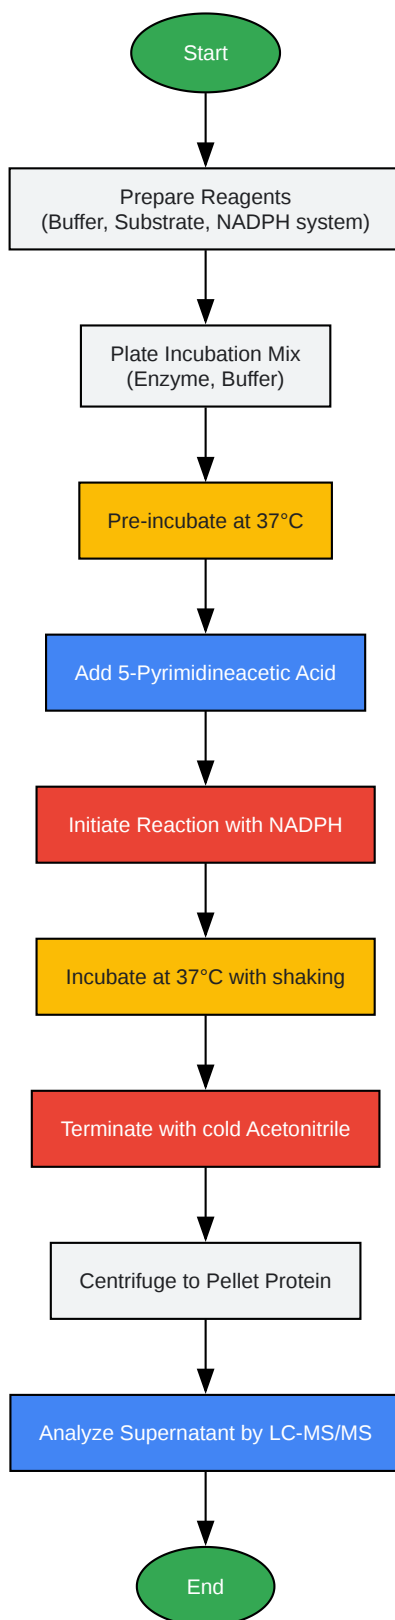 Start
Prepare Reagents
(Buffer, Substrate, NADPH system)
Plate Incubation Mix
(Enzyme, Buffer)
Pre-incubate at 37°C
Add 5-Pyrimidineacetic Acid
Initiate Reaction with NADPH
Incubate at 37°C with shaking
Terminate with cold Acetonitrile
Centrifuge to Pellet Protein
Analyze Supernatant by LC-MS/MS
End